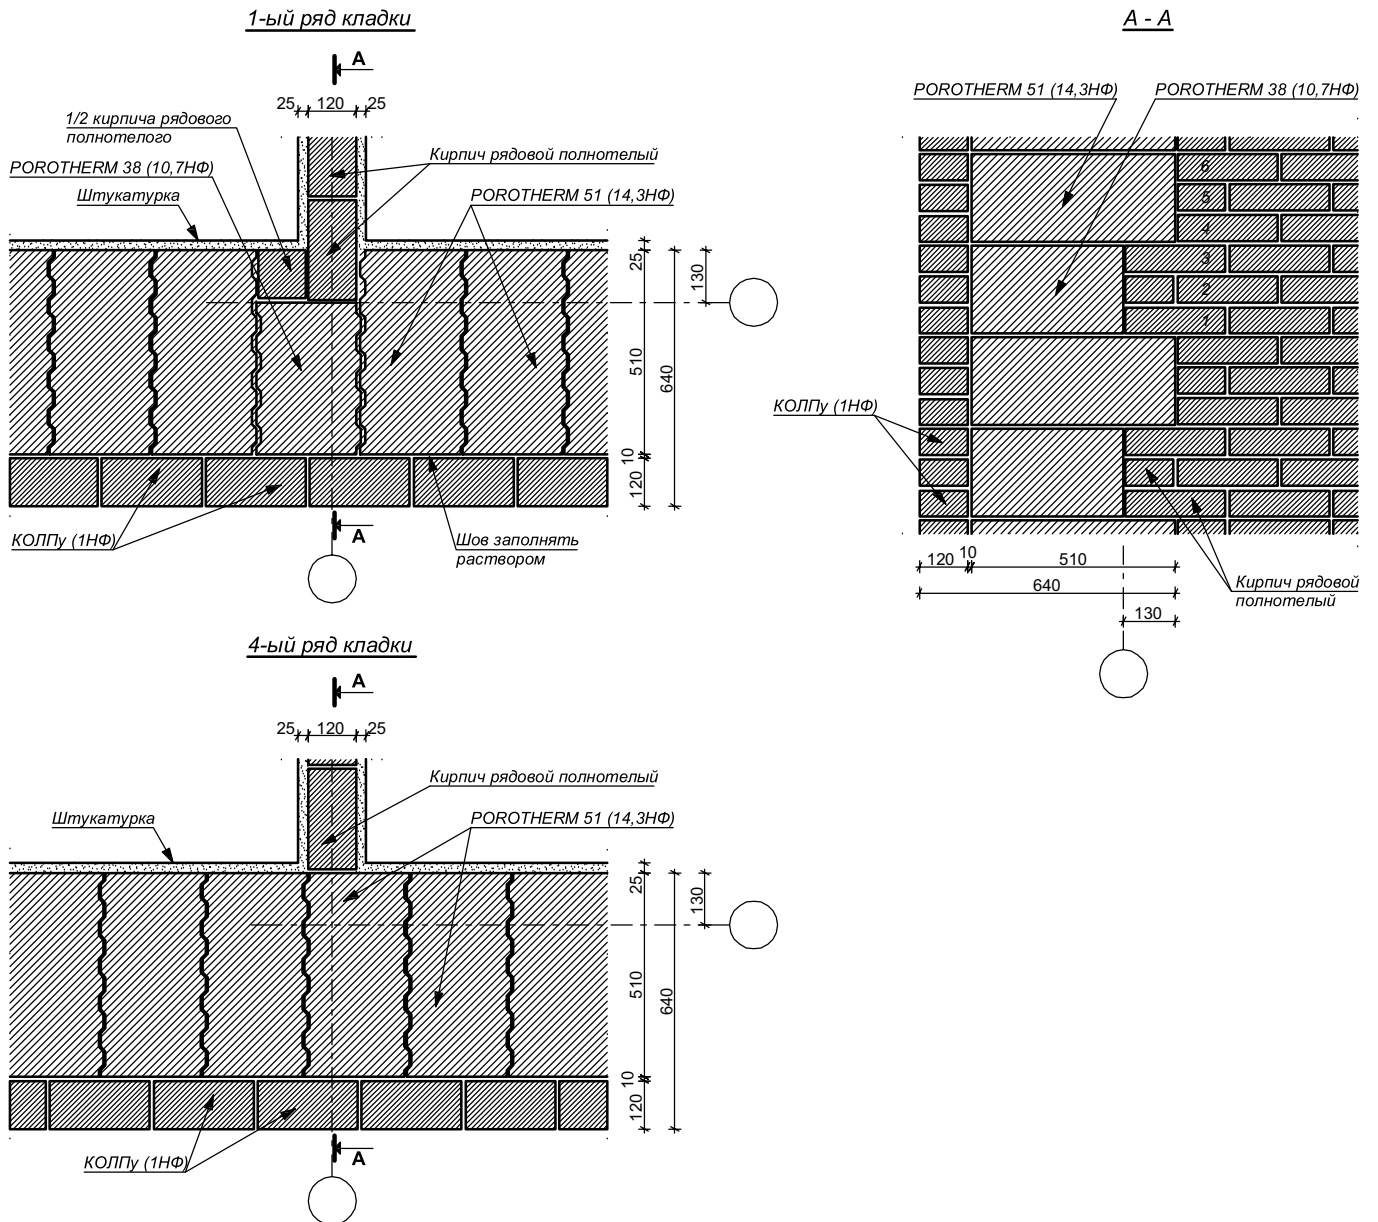 1-ый ряд кладки
А
25 120 25
1/2 кирпича рядового
полнотелого
Кирпич рядовой полнотелый
POROTHERM 38 (10,7НФ)
Штукатурка
POROTHERM 51 (14,3НФ)
25
130
510
640
10
120
КОЛПу (1НФ)
А
Шов заполнять
раствором
А - А
POROTHERM 51 (14,3НФ)
POROTHERM 38 (10,7НФ)
6
5
4
3
2
1
КОЛПу (1НФ)
120 10 510
640
130
Кирпич рядовой
полнотелый
4-ый ряд кладки
А
25 120 25
Кирпич рядовой полнотелый
Штукатурка
POROTHERM 51 (14,3НФ)
25
130
510
640
10
120
КОЛПу (1НФ)
А